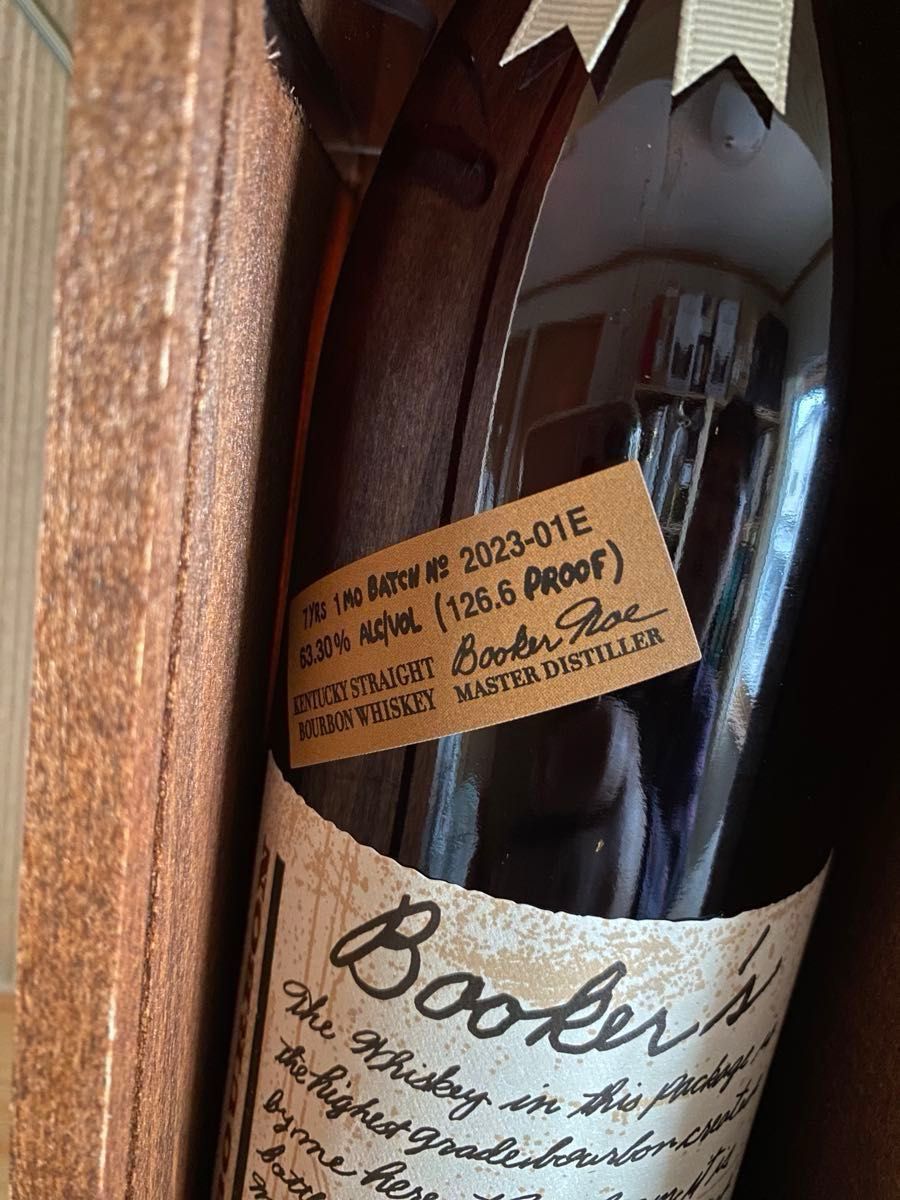 7YRS 1MO BATCH Nº 2023-01E
63.30% ALC/VOL (126.6 PROOF)
KENTUCKY STRAIGHT
BOURBON WHISKEY
Booker Noe
MASTER DISTILLER
Booker's
The Whiskey in this package
the highest grade bourbon created
by me here